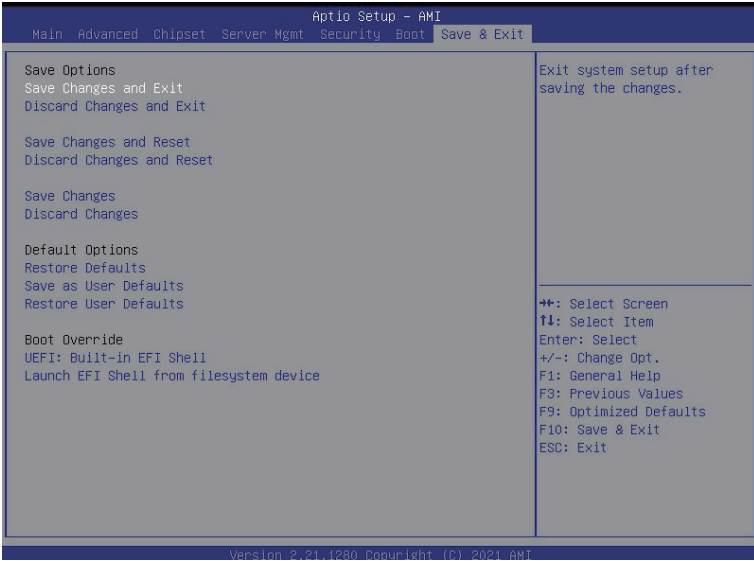 Aptio Setup – AMI
Main Advanced Chipset Server Mgmt Security Boot Save & Exit
Save Options
Save Changes and Exit
Discard Changes and Exit
Save Changes and Reset
Discard Changes and Reset
Save Changes
Discard Changes
Default Options
Restore Defaults
Save as User Defaults
Restore User Defaults
Boot Override
UEFI: Built-in EFI Shell
Launch EFI Shell from filesystem device
Exit system setup after
saving the changes.
→←: Select Screen
↑↓: Select Item
Enter: Select
+/-: Change Opt.
F1: General Help
F3: Previous Values
F9: Optimized Defaults
F10: Save & Exit
ESC: Exit
Version 2.21.1280 Copyright (C) 2021 AMI